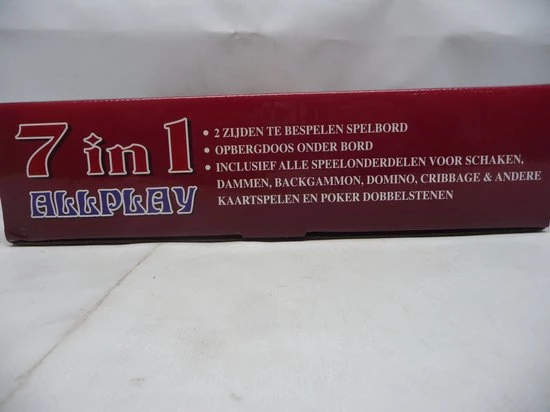 7 in 1
ALLPLAY
• 2 ZIJDEN TE BESPELEN SPELBORD
• OPBERGDOOS ONDER BORD
• INCLUSIEF ALLE SPEELONDERDELEN VOOR SCHAKEN,
DAMMEN, BACKGAMMON, DOMINO, CRIBBAGE & ANDERE
KAARTSPELEN EN POKER DOBBELSTENEN